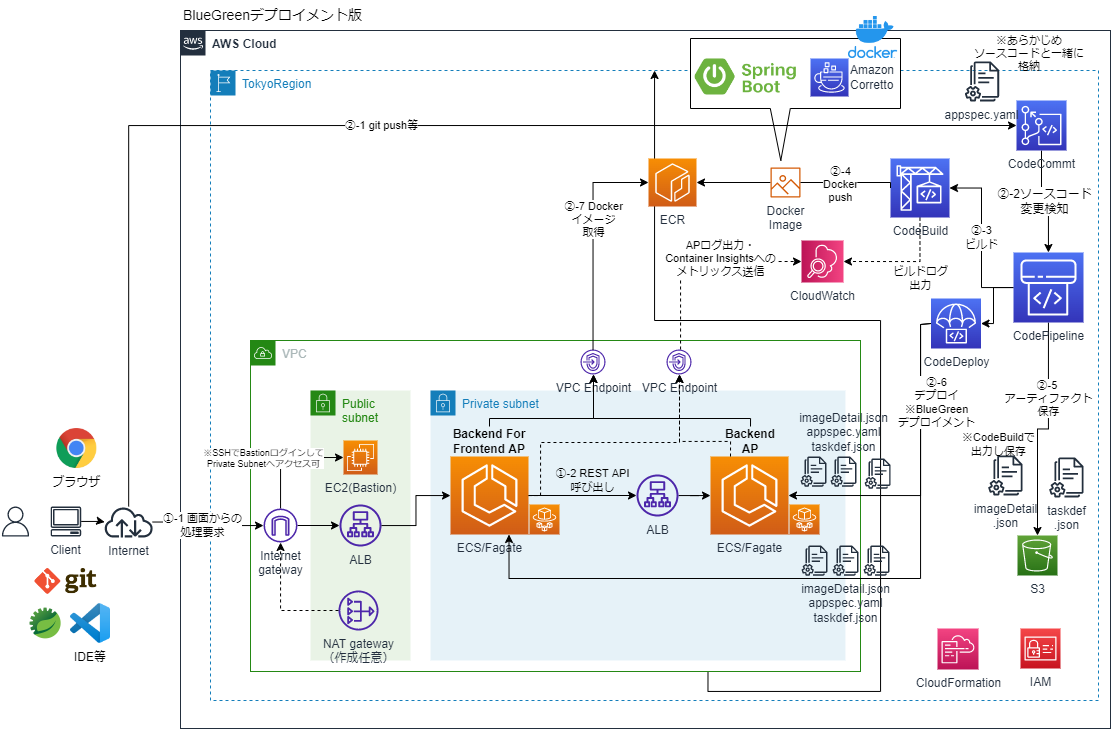 BlueGreenデプロイメント版
aws
AWS Cloud
TokyoRegion
Spring
Boot
docker
Amazon
Corretto
※あらかじめ
ソースコードと一緒に
格納
appspec.yaml
CodeCommt
②-1 git push等
②-2ソースコード
変更検知
②-3
ビルド
②-4
Docker
push
CodeBuild
Docker
Image
ECR
②-7 Docker
イメージ
取得
APログ出力・
Container Insightsへの
メトリックス送信
CloudWatch
ビルドログ
出力
CodePipeline
CodeDeploy
②-6
デプロイ
※BlueGreen
デプロイメント
②-5
アーティファクト
保存
※CodeBuildで
出力し保存
imageDetail
.json
taskdef
.json
S3
VPC
VPC Endpoint
VPC Endpoint
Public
subnet
Private subnet
Backend For
Frontend AP
Backend
AP
imageDetail.json
appspec.yaml
taskdef.json
※SSHでBastionログインして
Private Subnetへアクセス可
EC2(Bastion)
①-2 REST API
呼び出し
ALB
ALB
ECS/Fagate
ECS/Fagate
ブラウザ
Client
Internet
①-1 画面からの
処理要求
Internet
gateway
imageDetail.json
appspec.yaml
taskdef.json
git
IDE等
NAT gateway
（作成任意）
CloudFormation
IAM